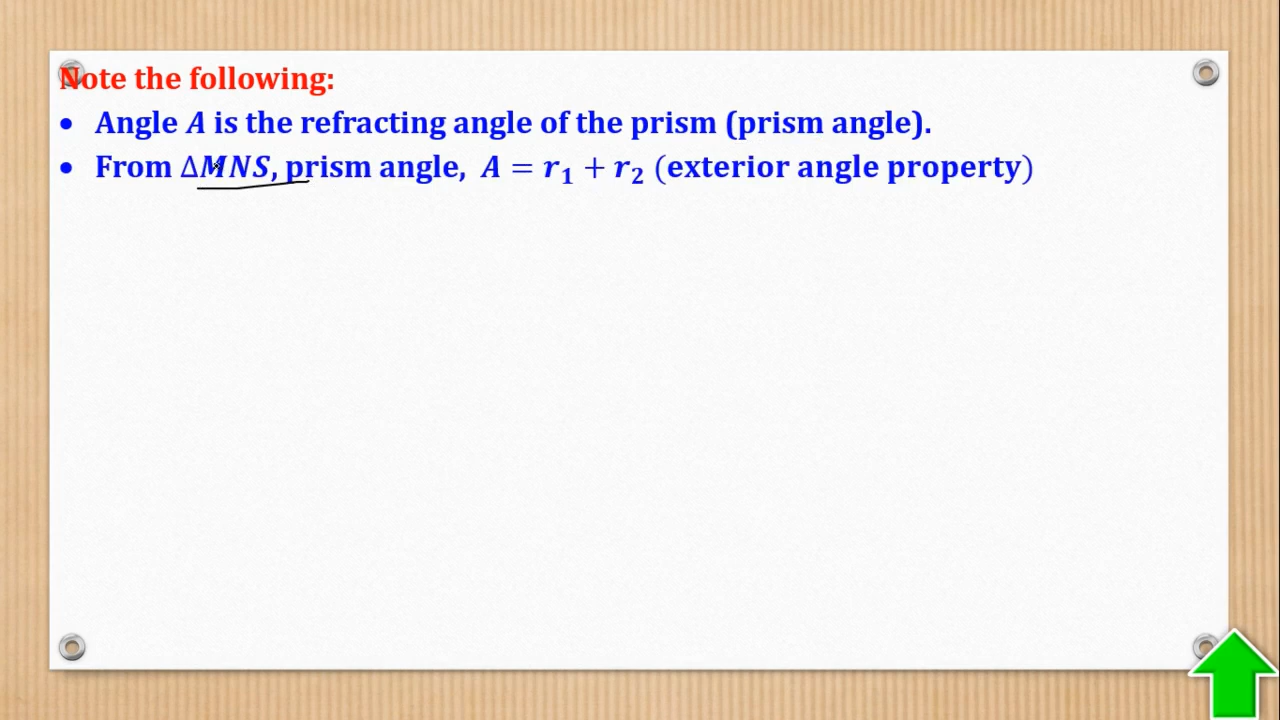 Note the following:
• Angle A is the refracting angle of the prism (prism angle).
• From ΔMNS, prism angle, A = r₁ + r₂ (exterior angle property)